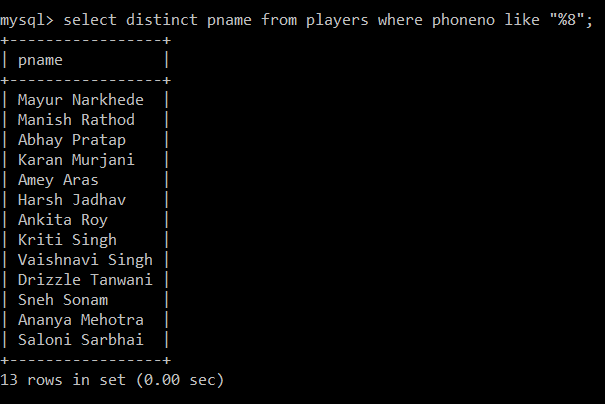 mysql> select distinct pname from players where phoneno like "%8";
+-----------------+
| pname           |
+-----------------+
| Mayur Narkhede  |
| Manish Rathod   |
| Abhay Pratap    |
| Karan Murjani   |
| Amey Aras       |
| Harsh Jadhav    |
| Ankita Roy      |
| Kriti Singh     |
| Vaishnavi Singh |
| Drizzle Tanwani |
| Sneh Sonam      |
| Ananya Mehotra  |
| Saloni Sarbhai  |
+-----------------+
13 rows in set (0.00 sec)